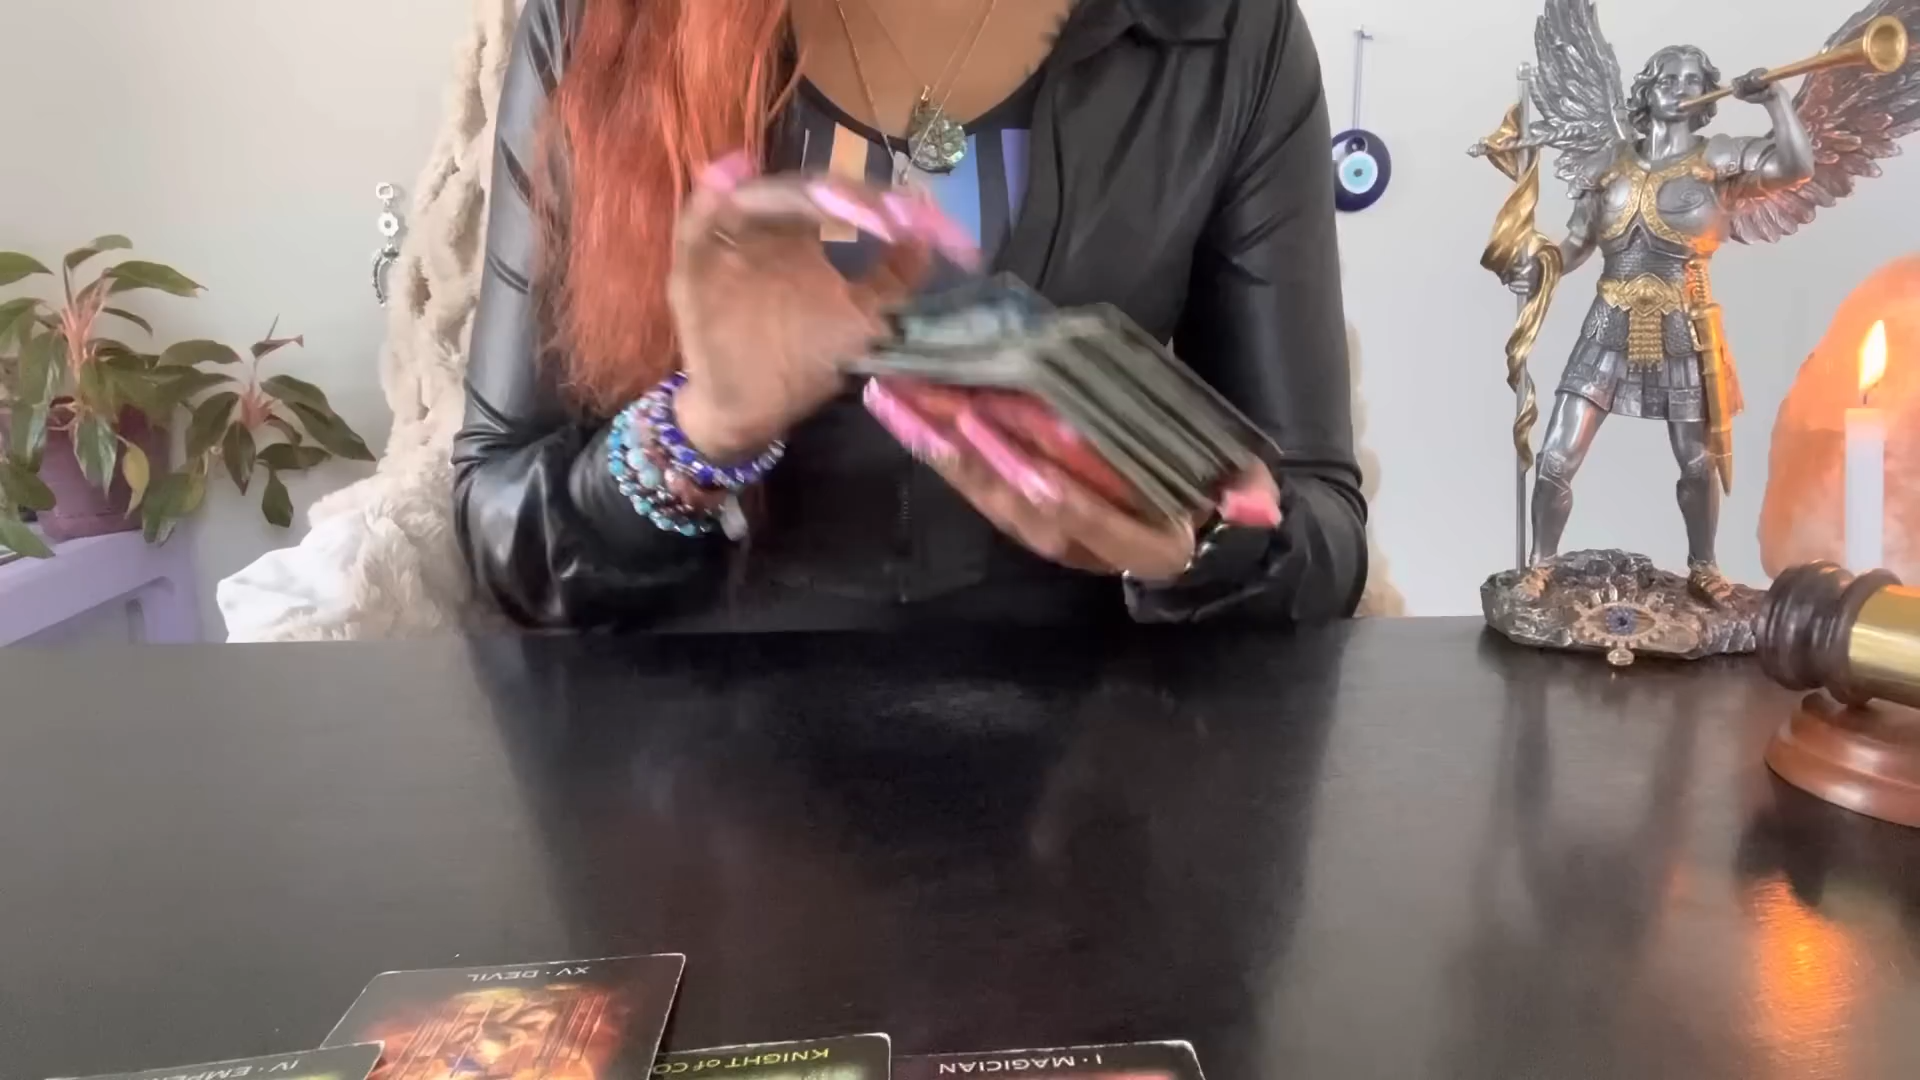 XV · DEVIL
IV · EMPER
KNIGHT of CO
I · MAGICIAN